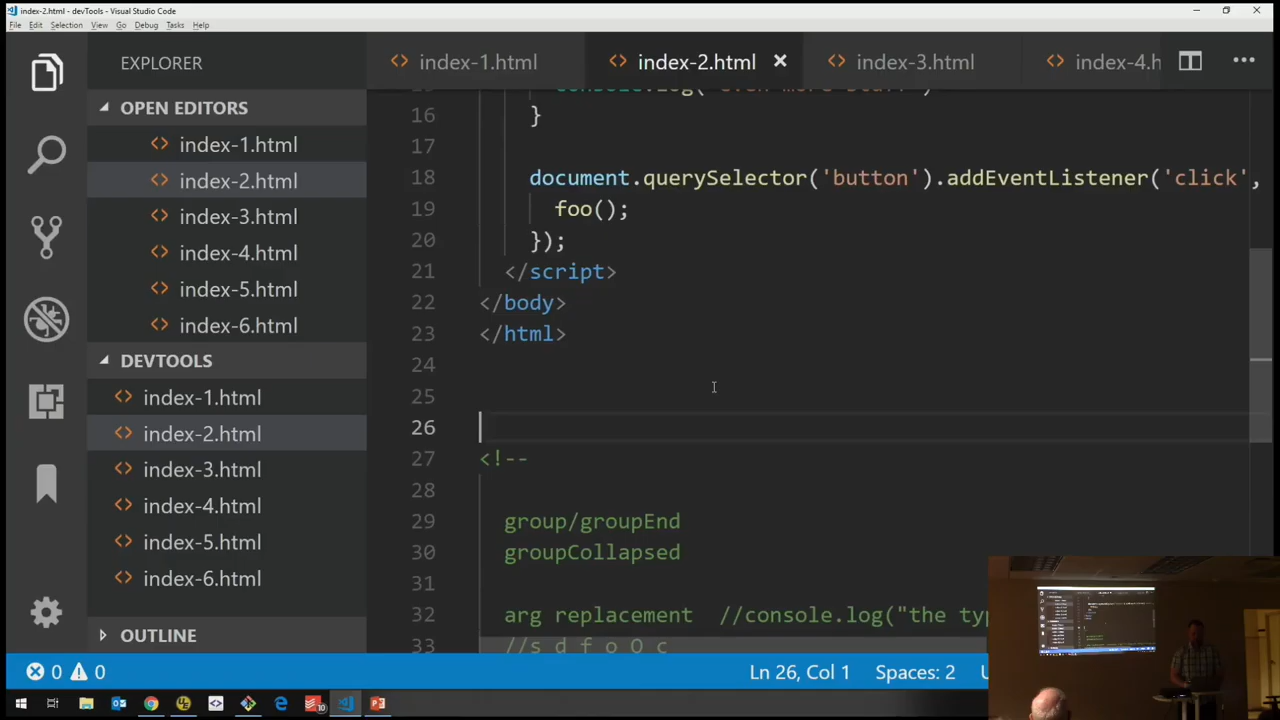 index-2.html - devTools - Visual Studio Code
File Edit Selection View Go Debug Tasks Help
EXPLORER
OPEN EDITORS
index-1.html
index-2.html
index-3.html
index-4.html
index-5.html
index-6.html
DEVTOOLS
index-1.html
index-2.html
index-3.html
index-4.html
index-5.html
index-6.html
OUTLINE
index-1.html index-2.html index-3.html index-4.h
16 }
17
18 document.querySelector('button').addEventListener('click',
19 foo();
20 });
21 </script>
22 </body>
23 </html>
24
25
26
27 <!--
28
29 group/groupEnd
30 groupCollapsed
31
32 arg replacement //console.log("the ty
33 //s d f o O c
0 0 Ln 26, Col 1 Spaces: 2
10